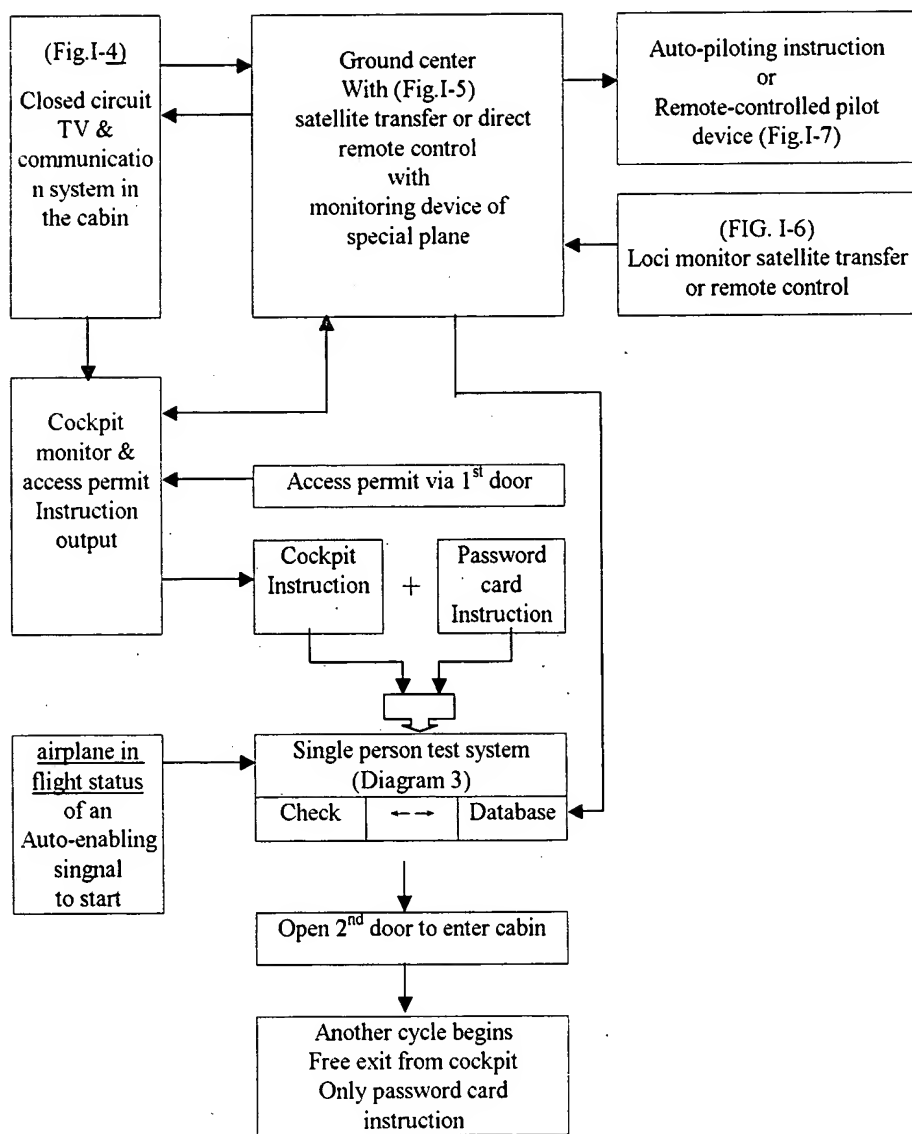 (Fig.I-4)
Closed circuit
TV &
communicatio
n system in
the cabin
Ground center
With (Fig.I-5)
satellite transfer or direct
remote control
with
monitoring device of
special plane
Auto-piloting instruction
or
Remote-controlled pilot
device (Fig.I-7)
(FIG. I-6)
Loci monitor satellite transfer
or remote control
Cockpit
monitor &
access permit
Instruction
output
Access permit via 1st door
Cockpit
Instruction
+
Password
card
Instruction
airplane in
flight status
of an
Auto-enabling
singnal
to start
Single person test system
(Diagram 3)
Check
Database
Open 2nd door to enter cabin
Another cycle begins
Free exit from cockpit
Only password card
instruction